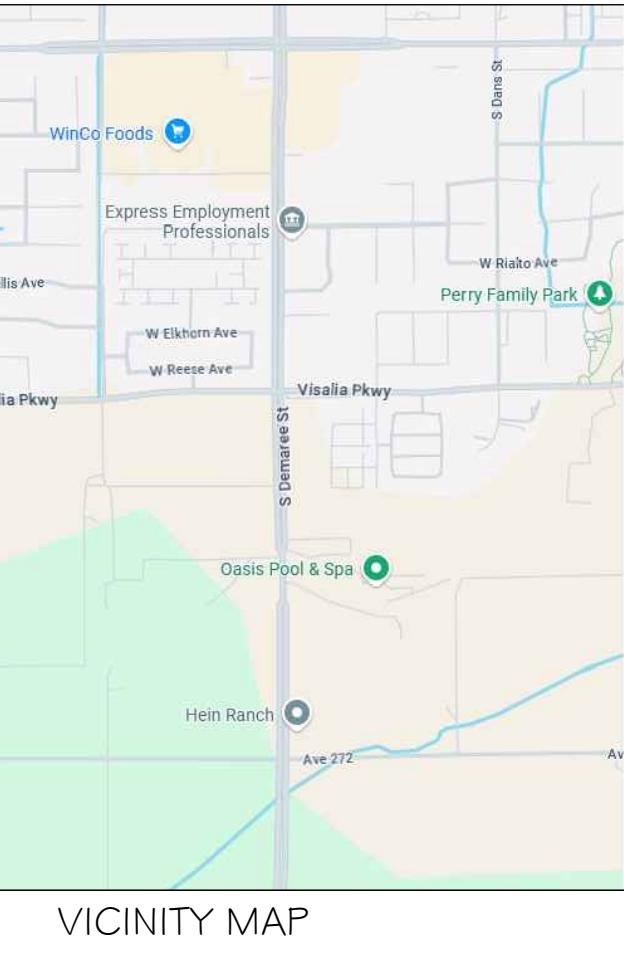 S Dans St
WinCo Foods
Express Employment
Professionals
W Rialto Ave
llis Ave
Perry Family Park
W Elkhorn Ave
W Reese Ave
Visalia Pkwy
ia Pkwy
S Demaree St
Oasis Pool & Spa
Hein Ranch
Ave 272
Av
VICINITY MAP